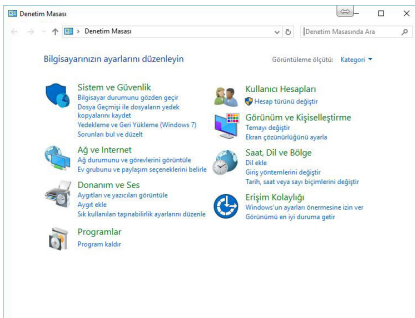 Denetim Masası
Denetim Masası
Denetim Masasında Ara
Bilgisayarınızın ayarlarını düzenleyin
Görüntüleme ölçütü: Kategori
Sistem ve Güvenlik
Bilgisayar durumunu gözden geçir
Dosya Geçmişi ile dosyaların yedek
kopyalarını kaydet
Yedekleme ve Geri Yükleme (Windows 7)
Sorunları bul ve düzelt
Ağ ve Internet
Ağ durumunu ve görevlerini görüntüle
Ev grubunu ve paylaşım seçeneklerini belirle
Donanım ve Ses
Aygıtları ve yazıcıları görüntüle
Aygıt ekle
Sık kullanılan taşınabilirlik ayarlarını düzenle
Programlar
Program kaldır
Kullanıcı Hesapları
Hesap türünü değiştir
Görünüm ve Kişiselleştirme
Temayı değiştir
Ekran çözünürlüğünü ayarla
Saat, Dil ve Bölge
Dil ekle
Giriş yöntemlerini değiştir
Tarih, saat veya sayı biçimlerini değiştir
Erişim Kolaylığı
Windows'un ayarları önermesine izin ver
Görünümü en iyi duruma getir